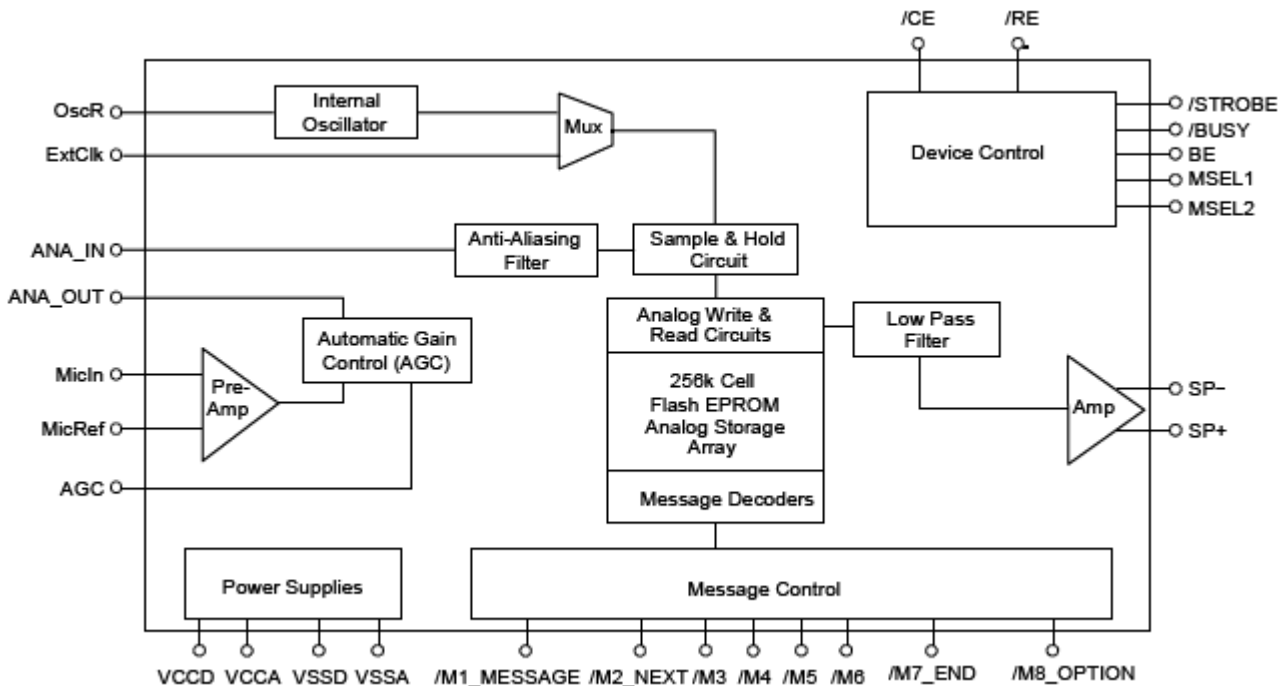 /CE
/RE
OscR
Internal
Oscillator
Mux
ExtClk
/STROBE
/BUSY
BE
MSEL1
MSEL2
Device Control
ANA_IN
Anti-Aliasing
Filter
Sample & Hold
Circuit
ANA_OUT
Automatic Gain
Control (AGC)
Analog Write &
Read Circuits
Low Pass
Filter
MicIn
MicRef
Pre-
Amp
256k Cell
Flash EPROM
Analog Storage
Array
Amp
SP–
SP+
AGC
Message Decoders
Power Supplies
Message Control
VCCD VCCA VSSD VSSA /M1_MESSAGE /M2_NEXT /M3 /M4 /M5 /M6 /M7_END /M8_OPTION